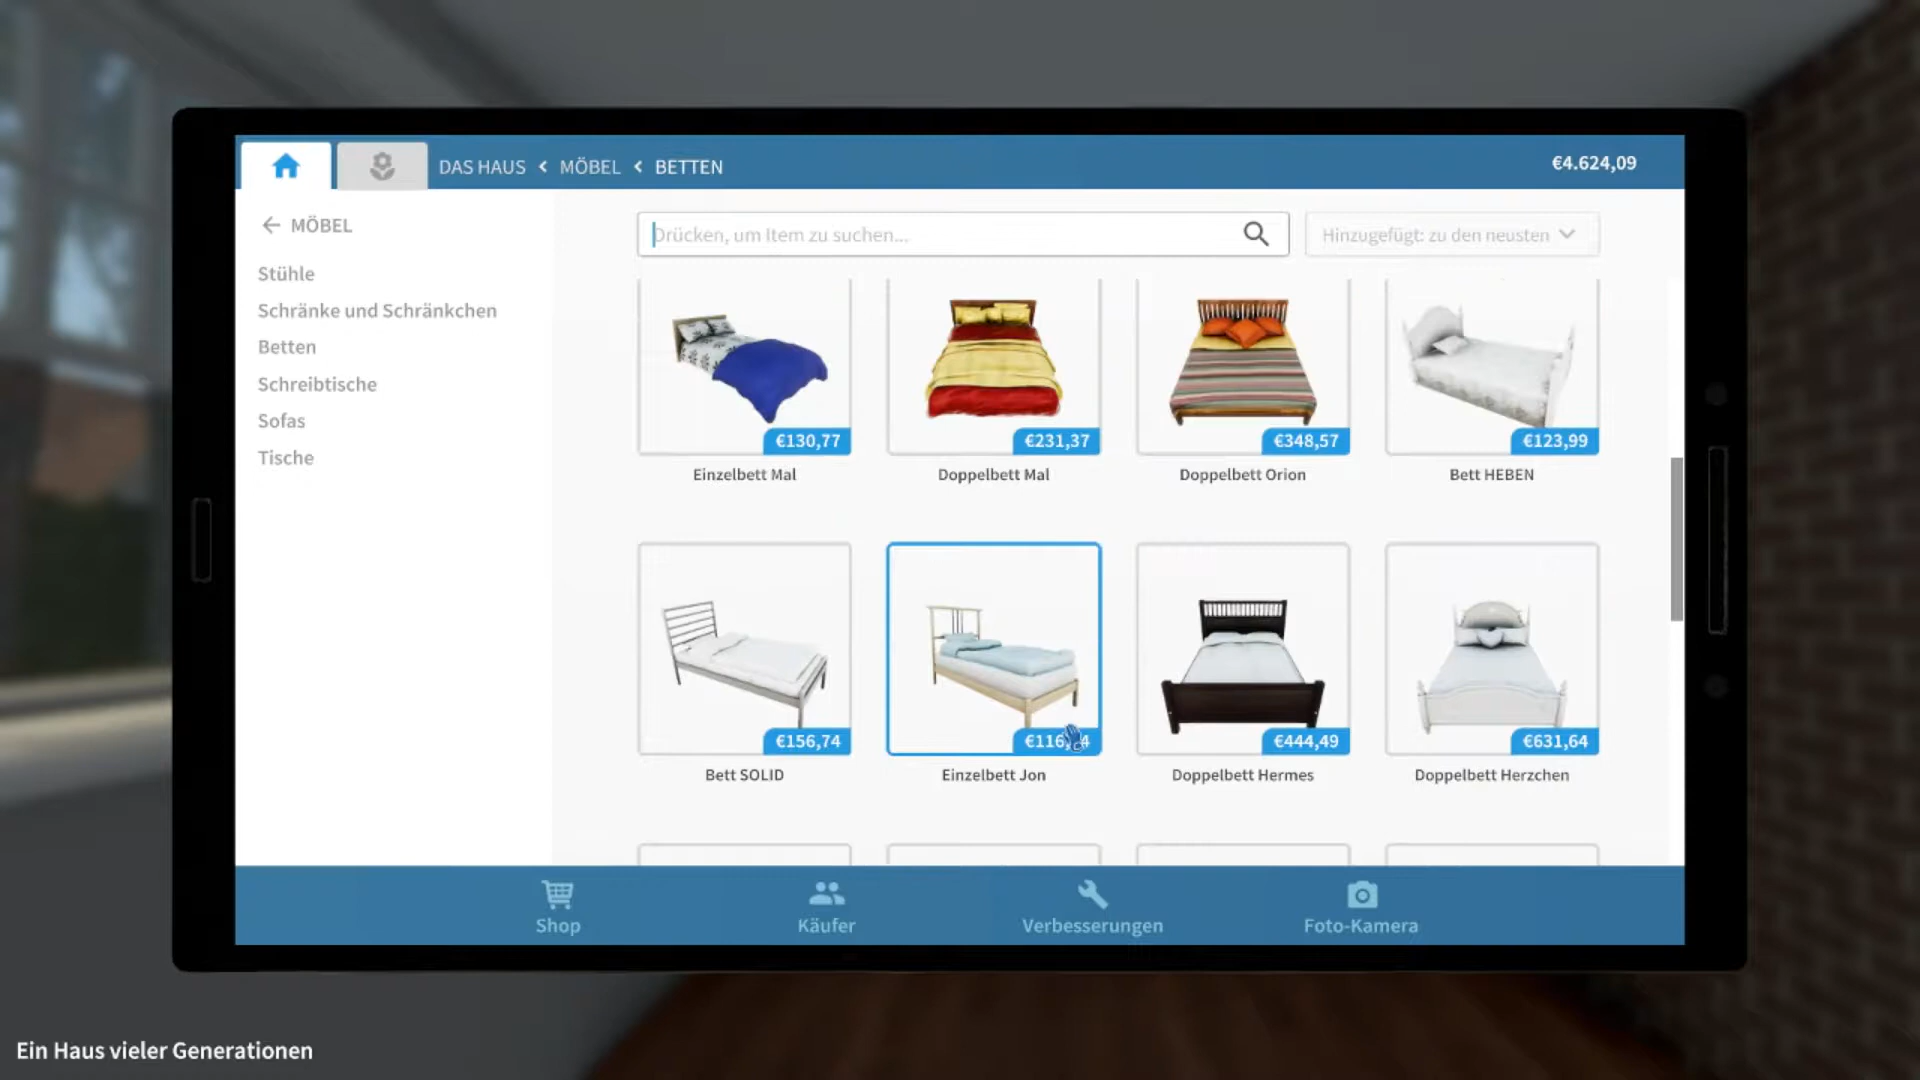 DAS HAUS < MÖBEL < BETTEN
€4.624,09
MÖBEL
Stühle
Schränke und Schränkchen
Betten
Schreibtische
Sofas
Tische
Drücken, um Item zu suchen...
Hinzugefügt: zu den neusten
€130,77
€231,37
€348,57
€123,99
Einzelbett Mal
Doppelbett Mal
Doppelbett Orion
Bett HEBEN
€156,74
€444,49
€631,64
Bett SOLID
Einzelbett Jon
Doppelbett Hermes
Doppelbett Herzchen
Shop
Käufer
Verbesserungen
Foto-Kamera
Ein Haus vieler Generationen